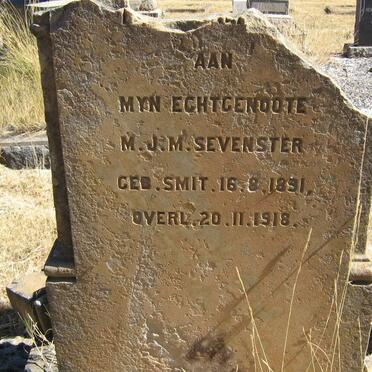 AAN
MYN ECHTGENOOTE
M.J.M. SEVENSTER
GEB. SMIT. 16.8.1891.
OVERL. 20.11.1918.